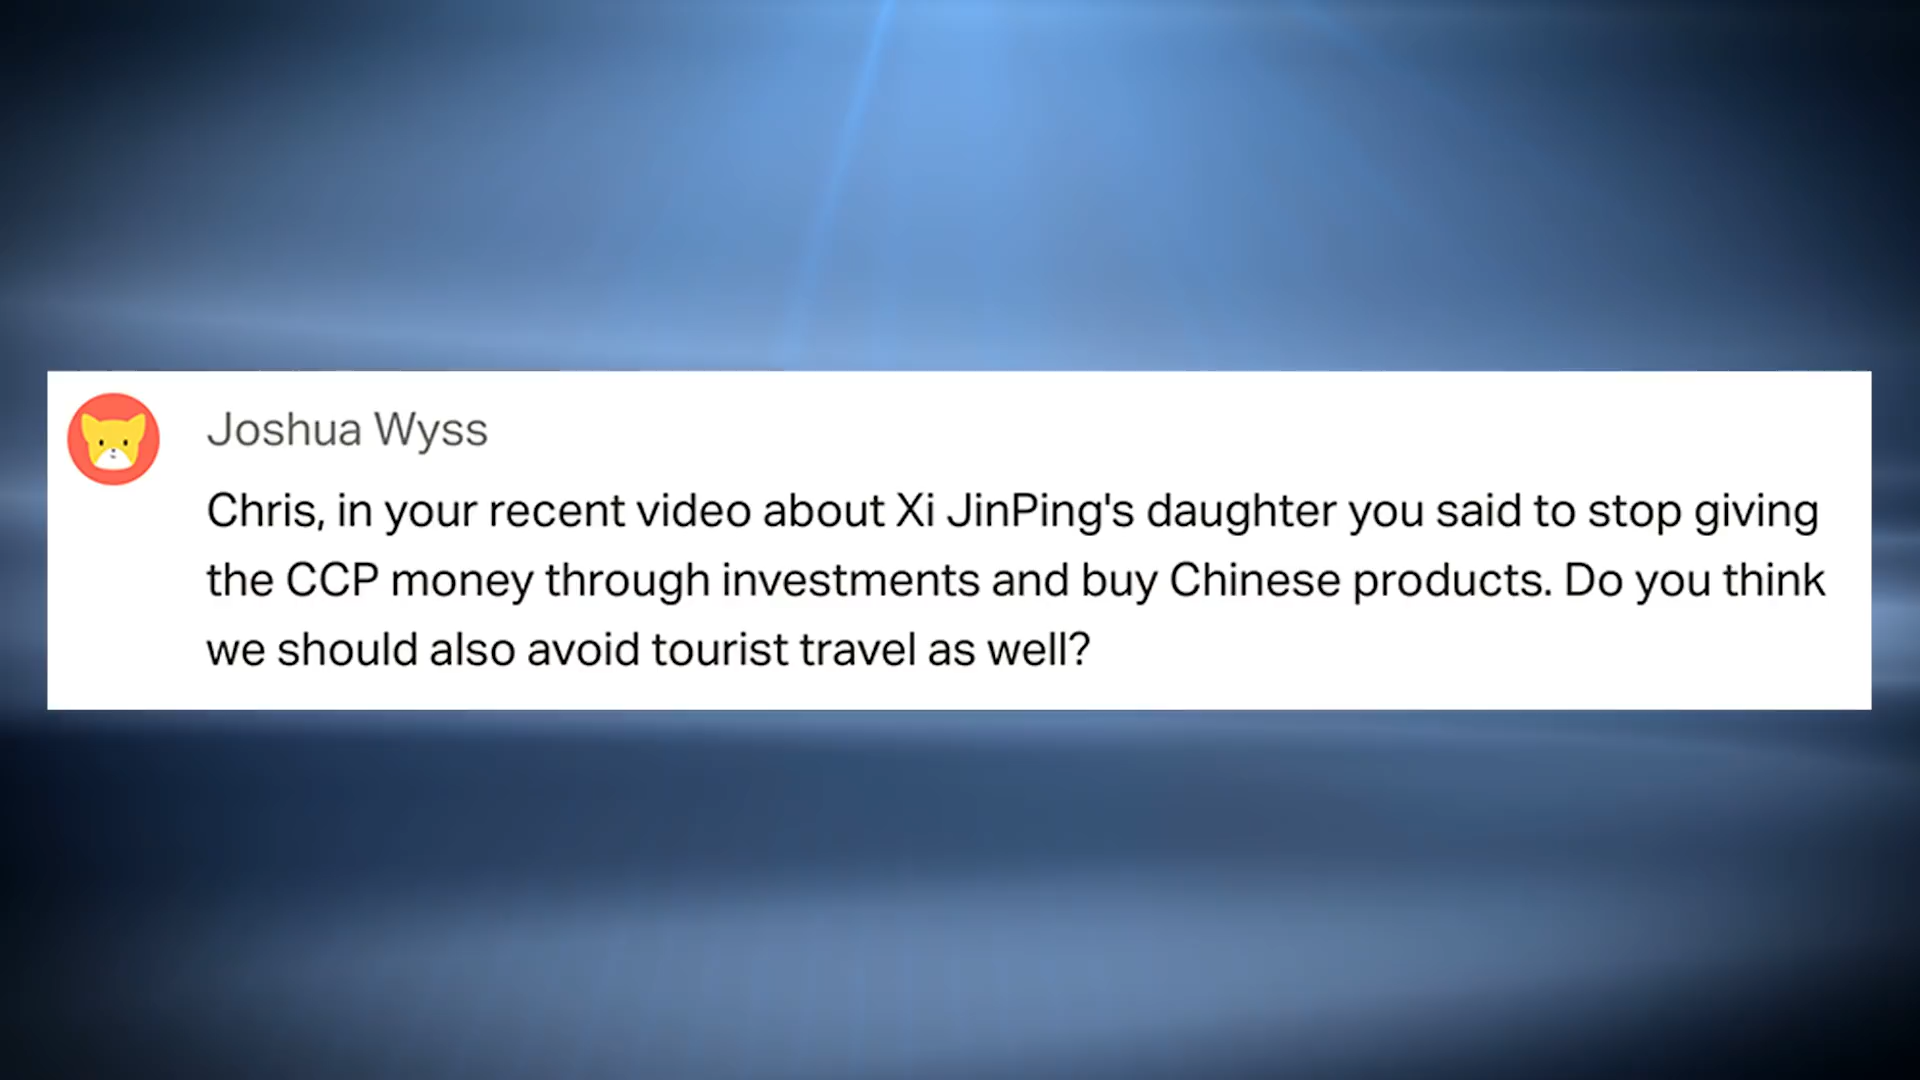 Joshua Wyss
Chris, in your recent video about Xi JinPing's daughter you said to stop giving
the CCP money through investments and buy Chinese products. Do you think
we should also avoid tourist travel as well?